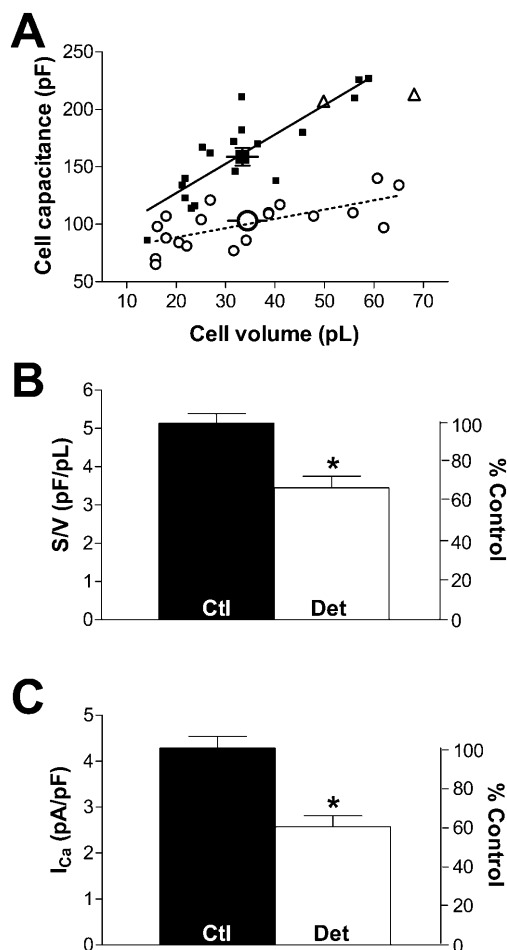 A
Cell capacitance (pF)
250
200
150
100
50
10 20 30 40 50 60 70
Cell volume (pL)
B
S/V (pF/pL)
6
5
4
3
2
1
0
*
Ctl
Det
100
80
60
40
20
0
% Control
C
I_Ca (pA/pF)
5
4
3
2
1
0
*
Ctl
Det
100
80
60
40
20
0
% Control